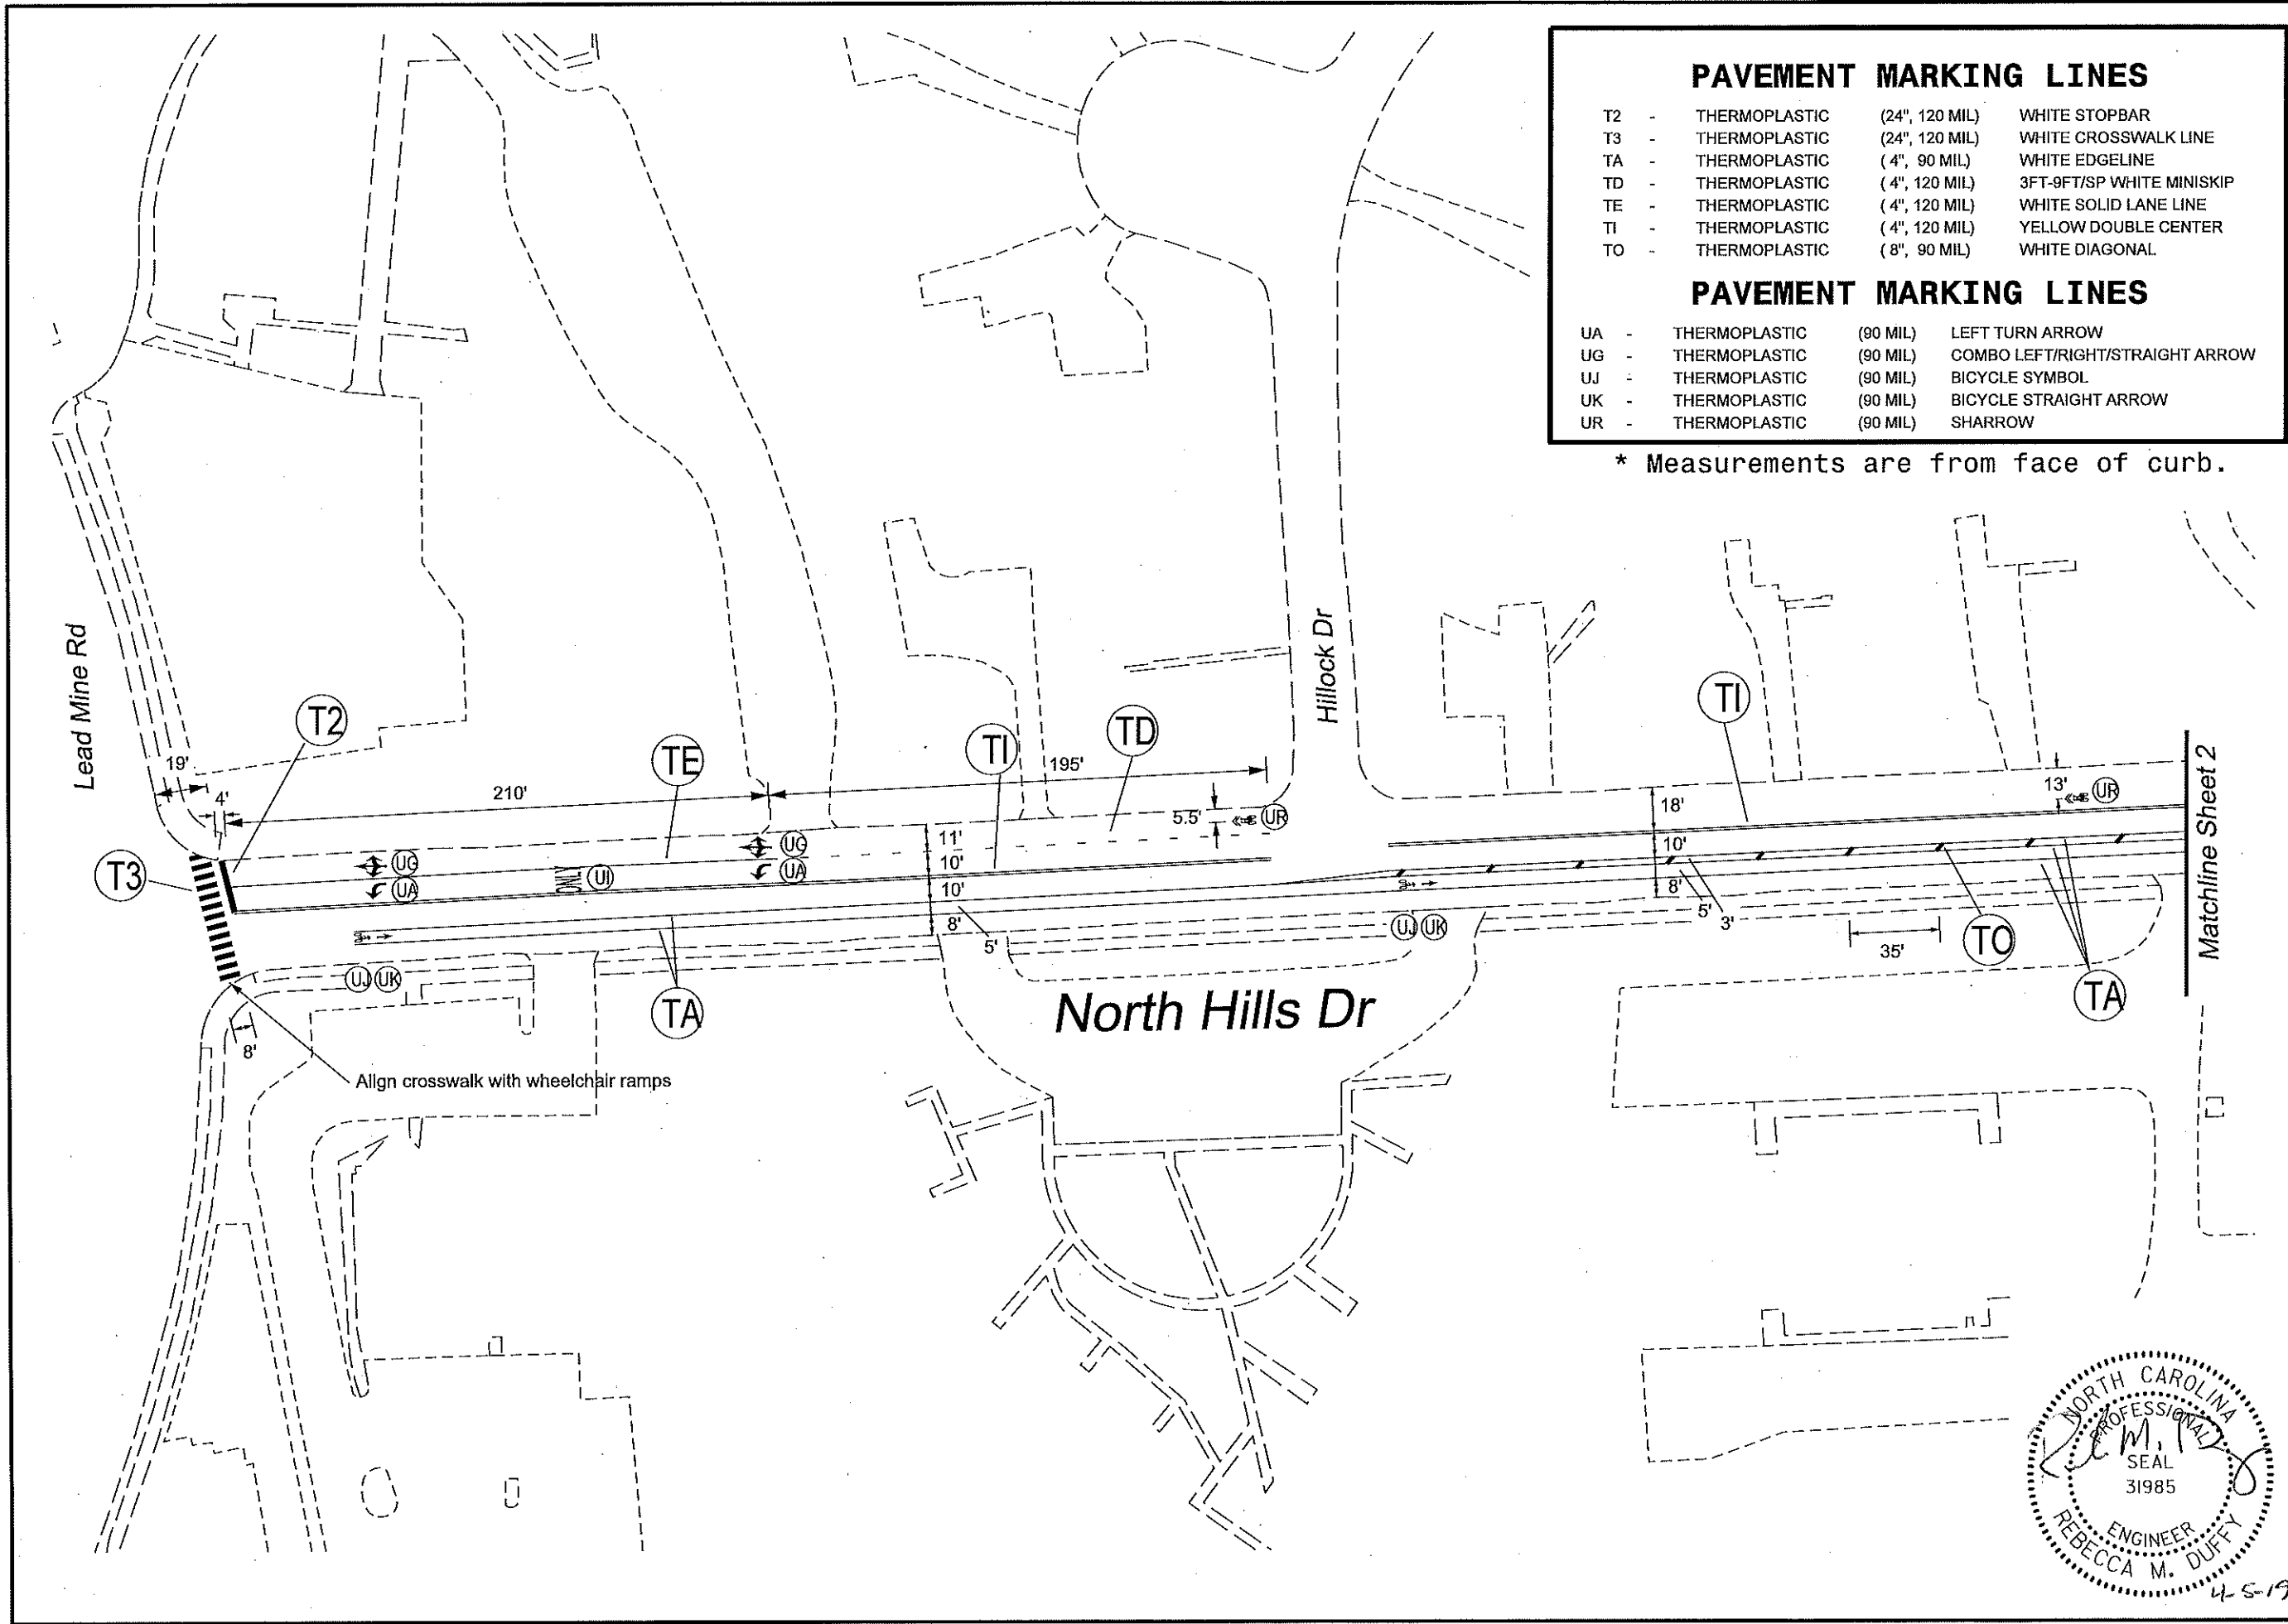 PAVEMENT MARKING LINES
T2 - THERMOPLASTIC (24", 120 MIL) WHITE STOPBAR
T3 - THERMOPLASTIC (24", 120 MIL) WHITE CROSSWALK LINE
TA - THERMOPLASTIC ( 4", 90 MIL) WHITE EDGELINE
TD - THERMOPLASTIC ( 4", 120 MIL) 3FT-9FT/SP WHITE MINISKIP
TE - THERMOPLASTIC ( 4", 120 MIL) WHITE SOLID LANE LINE
TI - THERMOPLASTIC ( 4", 120 MIL) YELLOW DOUBLE CENTER
TO - THERMOPLASTIC ( 8", 90 MIL) WHITE DIAGONAL
PAVEMENT MARKING LINES
UA - THERMOPLASTIC (90 MIL) LEFT TURN ARROW
UG - THERMOPLASTIC (90 MIL) COMBO LEFT/RIGHT/STRAIGHT ARROW
UJ - THERMOPLASTIC (90 MIL) BICYCLE SYMBOL
UK - THERMOPLASTIC (90 MIL) BICYCLE STRAIGHT ARROW
UR - THERMOPLASTIC (90 MIL) SHARROW
* Measurements are from face of curb.
Lead Mine Rd
Hillock Dr
Matchline Sheet 2
T2
TE
TI
TD
TI
19'
4'
210'
195'
5.5'
UR
18'
13'
UR
T3
UG
UA
ONLY
UI
UG
UA
11'
10'
10'
8'
5'
10'
8'
5'
3'
35'
TO
TA
UJ UK
UJ UK
TA
North Hills Dr
8'
Align crosswalk with wheelchair ramps
NORTH CAROLINA
PROFESSIONAL
SEAL
31985
ENGINEER
REBECCA M. DUFFY
4-5-19